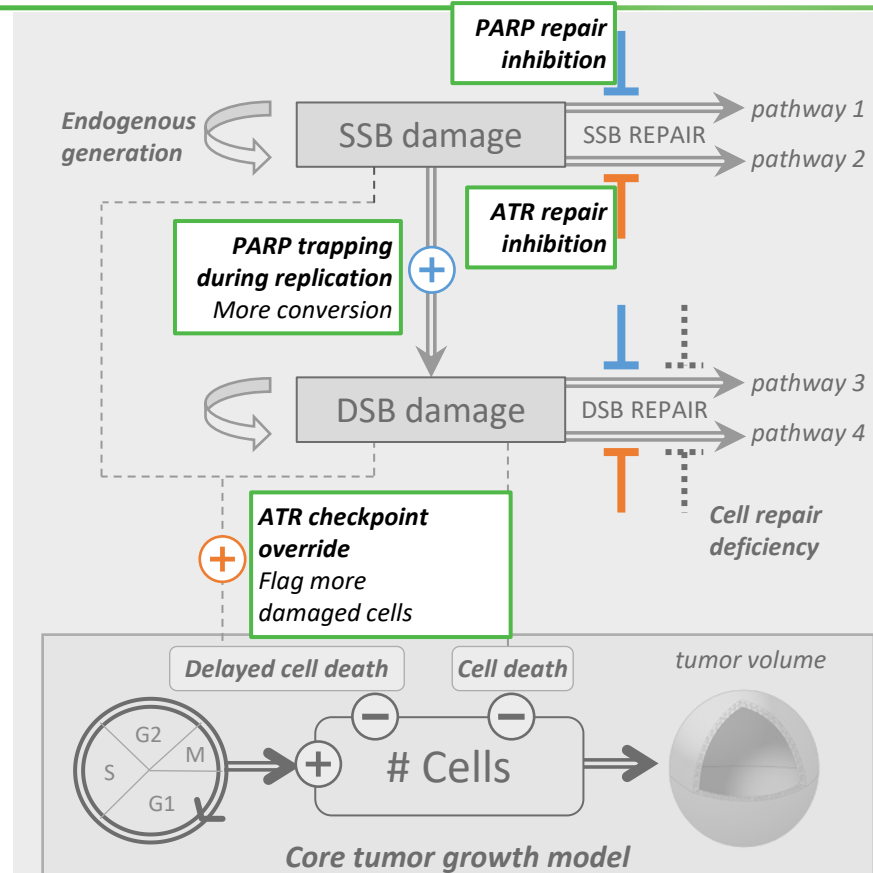 PARP repair
inhibition
Endogenous
generation
SSB damage
pathway 1
SSB REPAIR
pathway 2
ATR repair
inhibition
PARP trapping
during replication
More conversion
+
DSB damage
pathway 3
DSB REPAIR
pathway 4
Cell repair
deficiency
ATR checkpoint
override
Flag more
damaged cells
+
Delayed cell death
Cell death
tumor volume
G2
M
S
G1
+
−
−
# Cells
Core tumor growth model